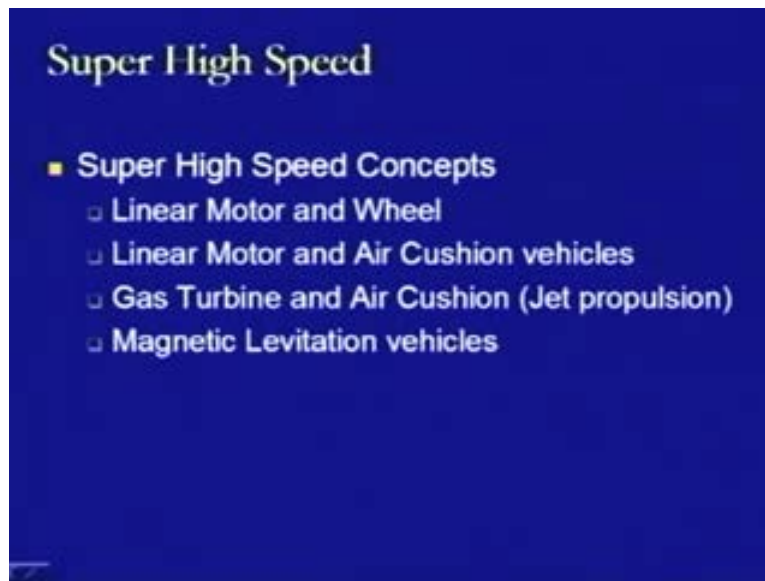 Super High Speed
Super High Speed Concepts
Linear Motor and Wheel
Linear Motor and Air Cushion vehicles
Gas Turbine and Air Cushion (Jet propulsion)
Magnetic Levitation vehicles